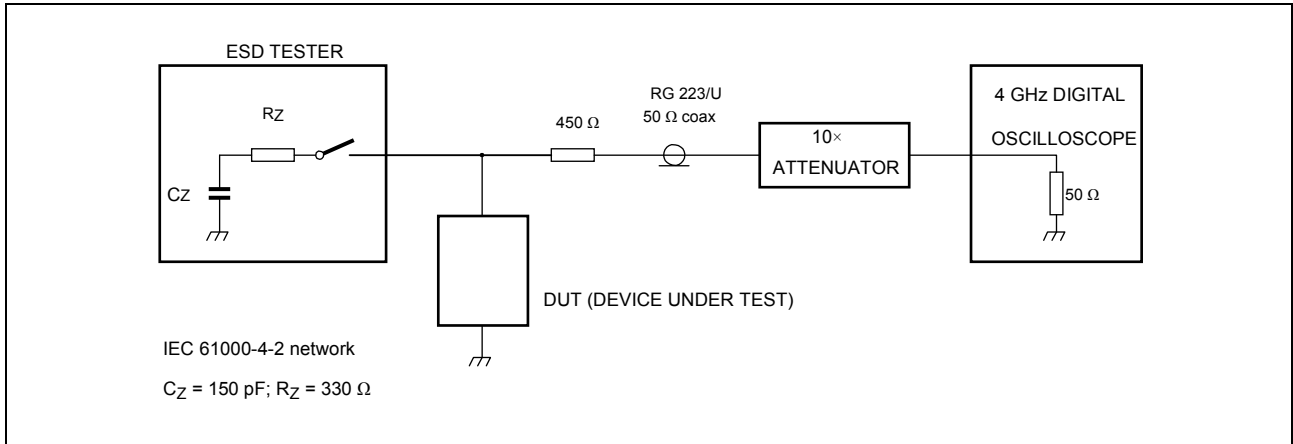 ESD TESTER
RZ
CZ
450 Ω
RG 223/U
50 Ω coax
10×
ATTENUATOR
4 GHz DIGITAL
OSCILLOSCOPE
50 Ω
DUT (DEVICE UNDER TEST)
IEC 61000-4-2 network
CZ = 150 pF; RZ = 330 Ω